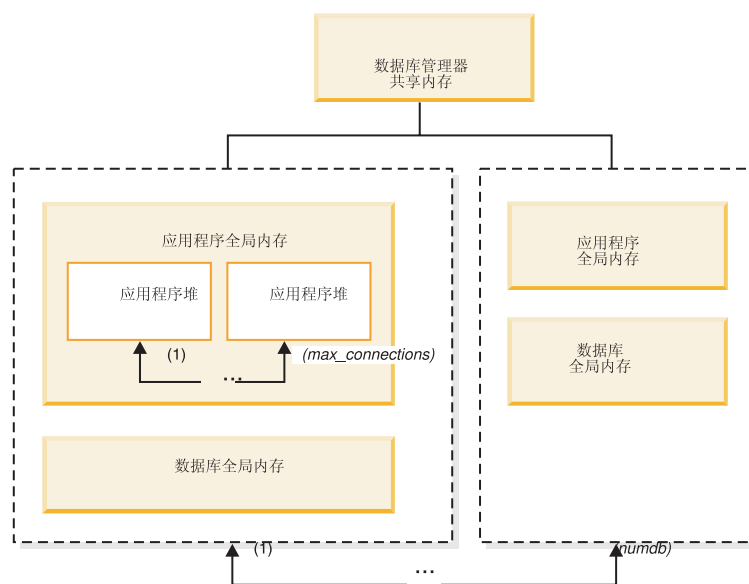 数据库管理器
共享内存
应用程序全局内存
应用程序堆
应用程序堆
(1)
...
(max_connections)
数据库全局内存
应用程序
全局内存
数据库
全局内存
(1)
...
(numdb)